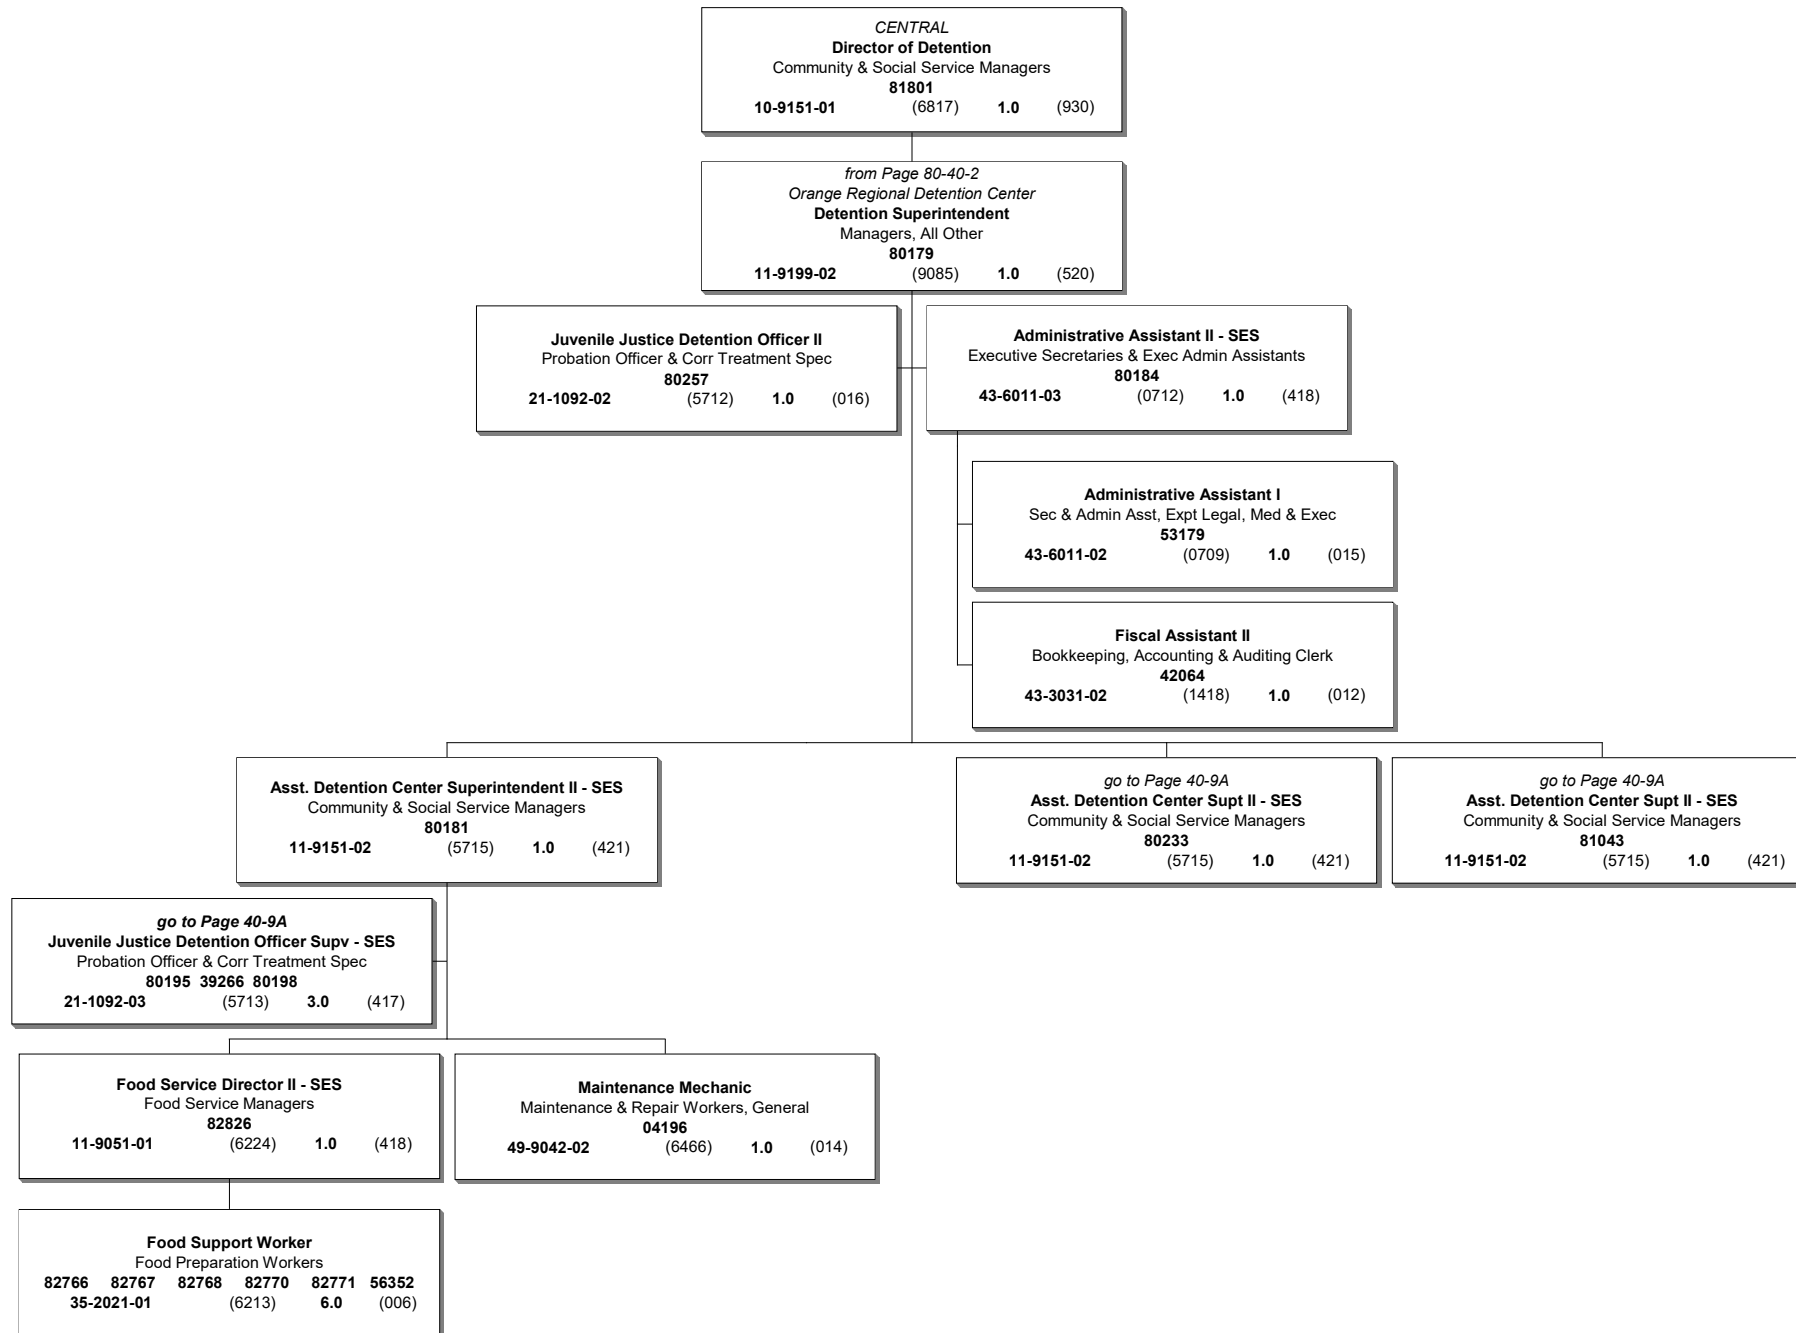 CENTRAL
Director of Detention
Community & Social Service Managers
81801
10-9151-01 (6817) 1.0 (930)
from Page 80-40-2
Orange Regional Detention Center
Detention Superintendent
Managers, All Other
80179
11-9199-02 (9085) 1.0 (520)
Juvenile Justice Detention Officer II
Probation Officer & Corr Treatment Spec
80257
21-1092-02 (5712) 1.0 (016)
Administrative Assistant II - SES
Executive Secretaries & Exec Admin Assistants
80184
43-6011-03 (0712) 1.0 (418)
Administrative Assistant I
Sec & Admin Asst, Expt Legal, Med & Exec
53179
43-6011-02 (0709) 1.0 (015)
Fiscal Assistant II
Bookkeeping, Accounting & Auditing Clerk
42064
43-3031-02 (1418) 1.0 (012)
Asst. Detention Center Superintendent II - SES
Community & Social Service Managers
80181
11-9151-02 (5715) 1.0 (421)
go to Page 40-9A
Asst. Detention Center Supt II - SES
Community & Social Service Managers
80233
11-9151-02 (5715) 1.0 (421)
go to Page 40-9A
Asst. Detention Center Supt II - SES
Community & Social Service Managers
81043
11-9151-02 (5715) 1.0 (421)
go to Page 40-9A
Juvenile Justice Detention Officer Supv - SES
Probation Officer & Corr Treatment Spec
80195 39266 80198
21-1092-03 (5713) 3.0 (417)
Food Service Director II - SES
Food Service Managers
82826
11-9051-01 (6224) 1.0 (418)
Maintenance Mechanic
Maintenance & Repair Workers, General
04196
49-9042-02 (6466) 1.0 (014)
Food Support Worker
Food Preparation Workers
82766 82767 82768 82770 82771 56352
35-2021-01 (6213) 6.0 (006)